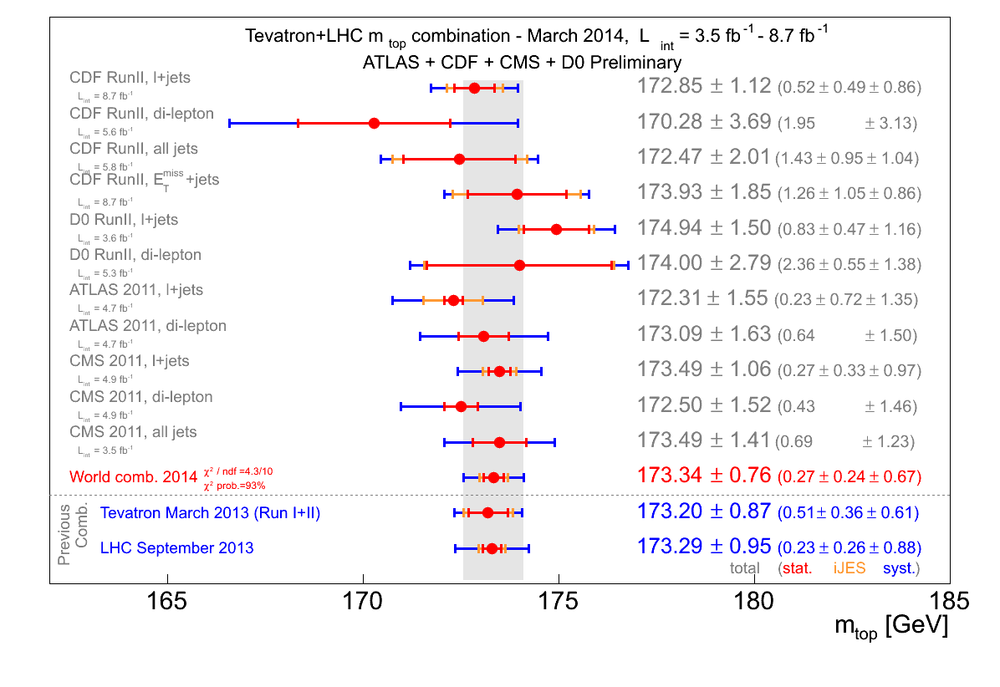 Tevatron+LHC m top combination - March 2014, L int = 3.5 fb-1 - 8.7 fb-1
ATLAS + CDF + CMS + D0 Preliminary
CDF RunII, l+jets 172.85 ± 1.12 (0.52 ± 0.49 ± 0.86)
Lint = 8.7 fb-1
CDF RunII, di-lepton 170.28 ± 3.69 (1.95 ± 3.13)
Lint = 5.6 fb-1
CDF RunII, all jets 172.47 ± 2.01 (1.43 ± 0.95 ± 1.04)
Lint = 5.8 fb-1
CDF RunII, ETmiss+jets 173.93 ± 1.85 (1.26 ± 1.05 ± 0.86)
Lint = 8.7 fb-1
D0 RunII, l+jets 174.94 ± 1.50 (0.83 ± 0.47 ± 1.16)
Lint = 3.6 fb-1
D0 RunII, di-lepton 174.00 ± 2.79 (2.36 ± 0.55 ± 1.38)
Lint = 5.3 fb-1
ATLAS 2011, l+jets 172.31 ± 1.55 (0.23 ± 0.72 ± 1.35)
Lint = 4.7 fb-1
ATLAS 2011, di-lepton 173.09 ± 1.63 (0.64 ± 1.50)
Lint = 4.7 fb-1
CMS 2011, l+jets 173.49 ± 1.06 (0.27 ± 0.33 ± 0.97)
Lint = 4.9 fb-1
CMS 2011, di-lepton 172.50 ± 1.52 (0.43 ± 1.46)
Lint = 4.9 fb-1
CMS 2011, all jets 173.49 ± 1.41 (0.69 ± 1.23)
Lint = 3.5 fb-1
World comb. 2014 χ2 / ndf =4.3/10 173.34 ± 0.76 (0.27 ± 0.24 ± 0.67)
χ2 prob.=93%
Previous
Comb.
Tevatron March 2013 (Run I+II) 173.20 ± 0.87 (0.51 ± 0.36 ± 0.61)
LHC September 2013 173.29 ± 0.95 (0.23 ± 0.26 ± 0.88)
total (stat. iJES syst.)
165 170 175 180 185
mtop [GeV]